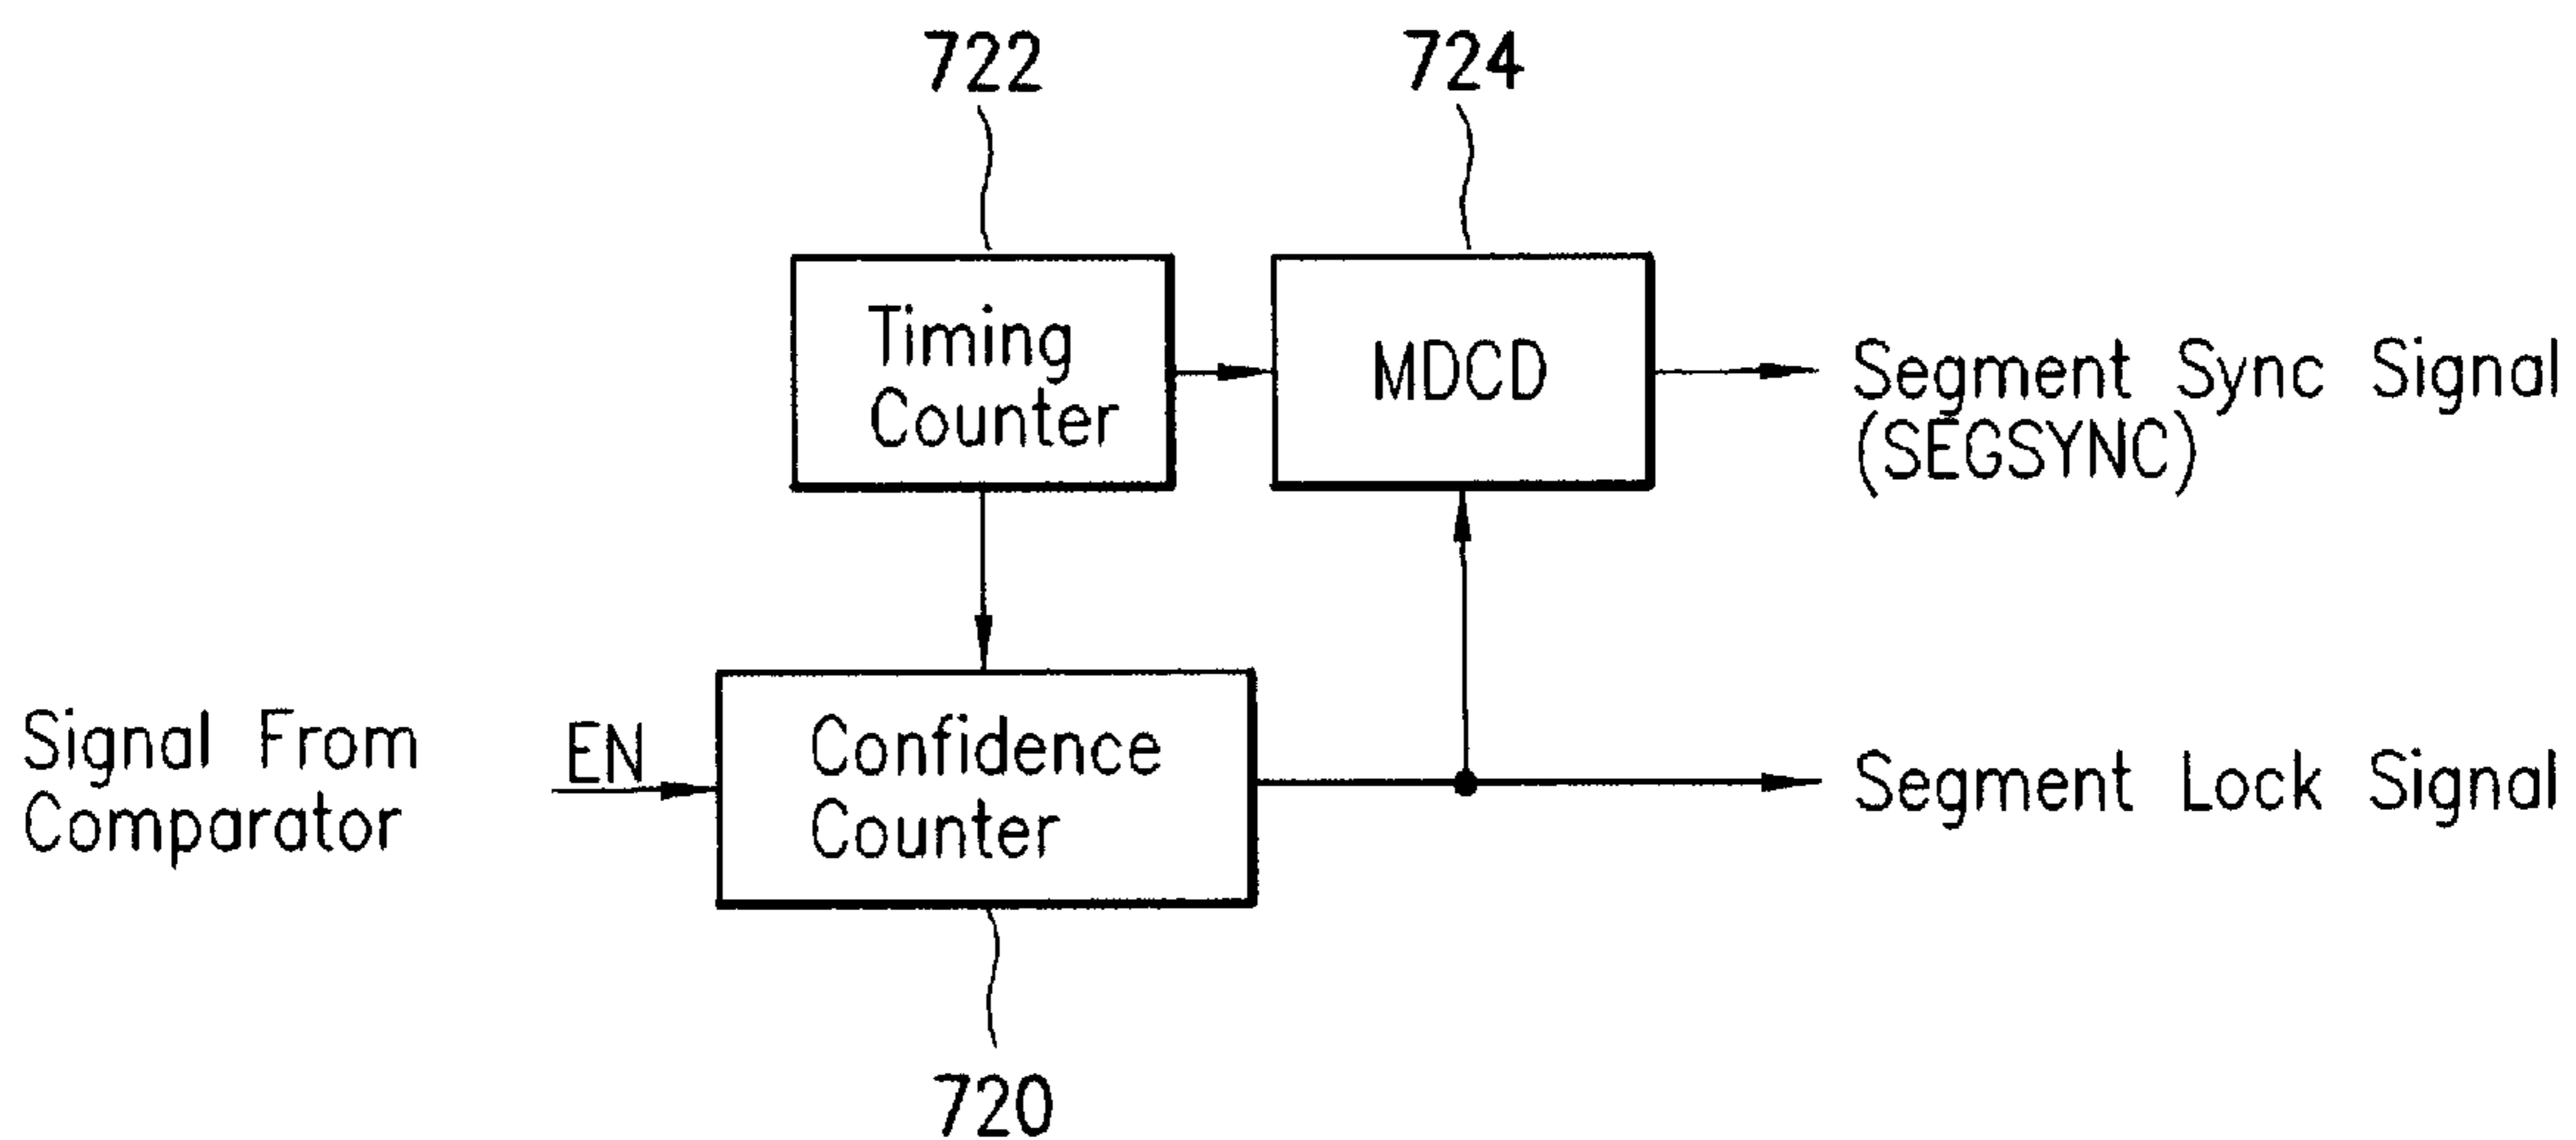 722
724
Timing
Counter
MDCD
Segment Sync Signal
(SEGSYNC)
Signal From
Comparator
EN
Confidence
Counter
Segment Lock Signal
720